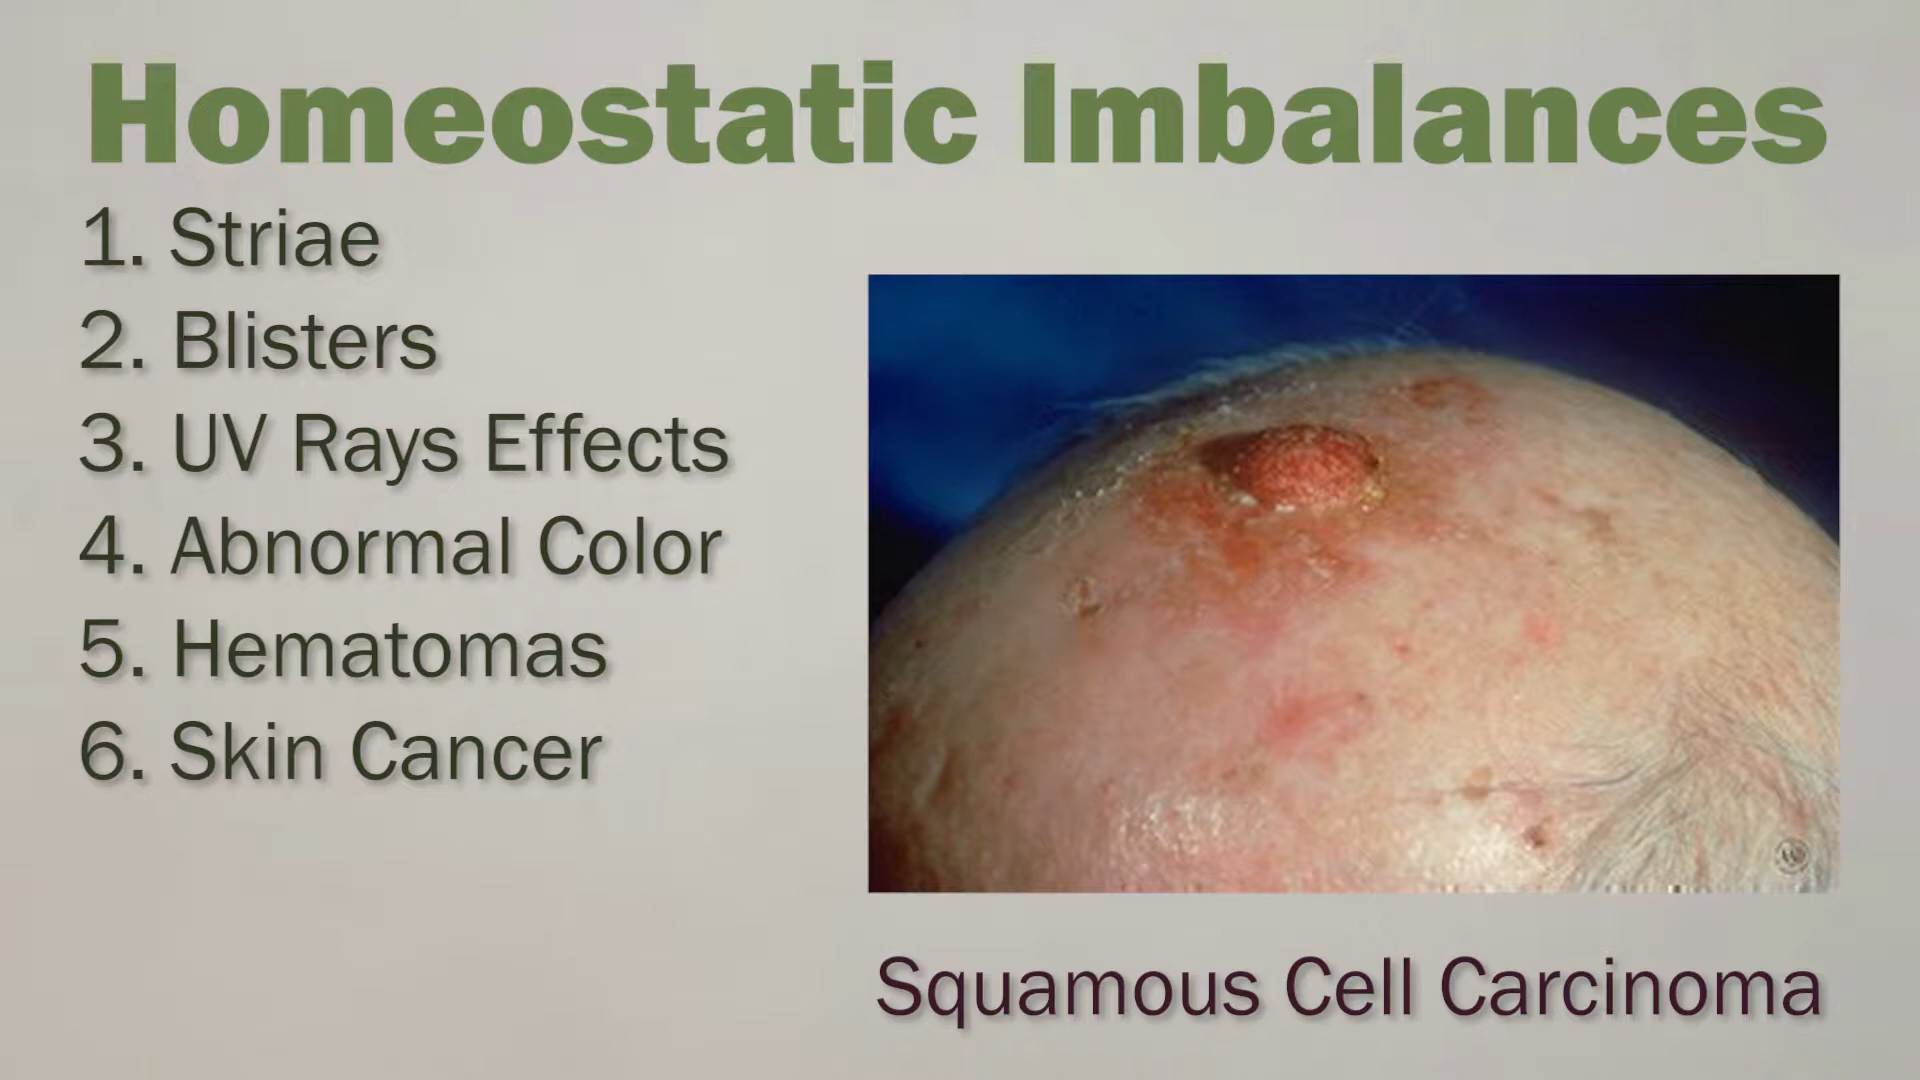 Homeostatic Imbalances
1. Striae
2. Blisters
3. UV Rays Effects
4. Abnormal Color
5. Hematomas
6. Skin Cancer
Squamous Cell Carcinoma